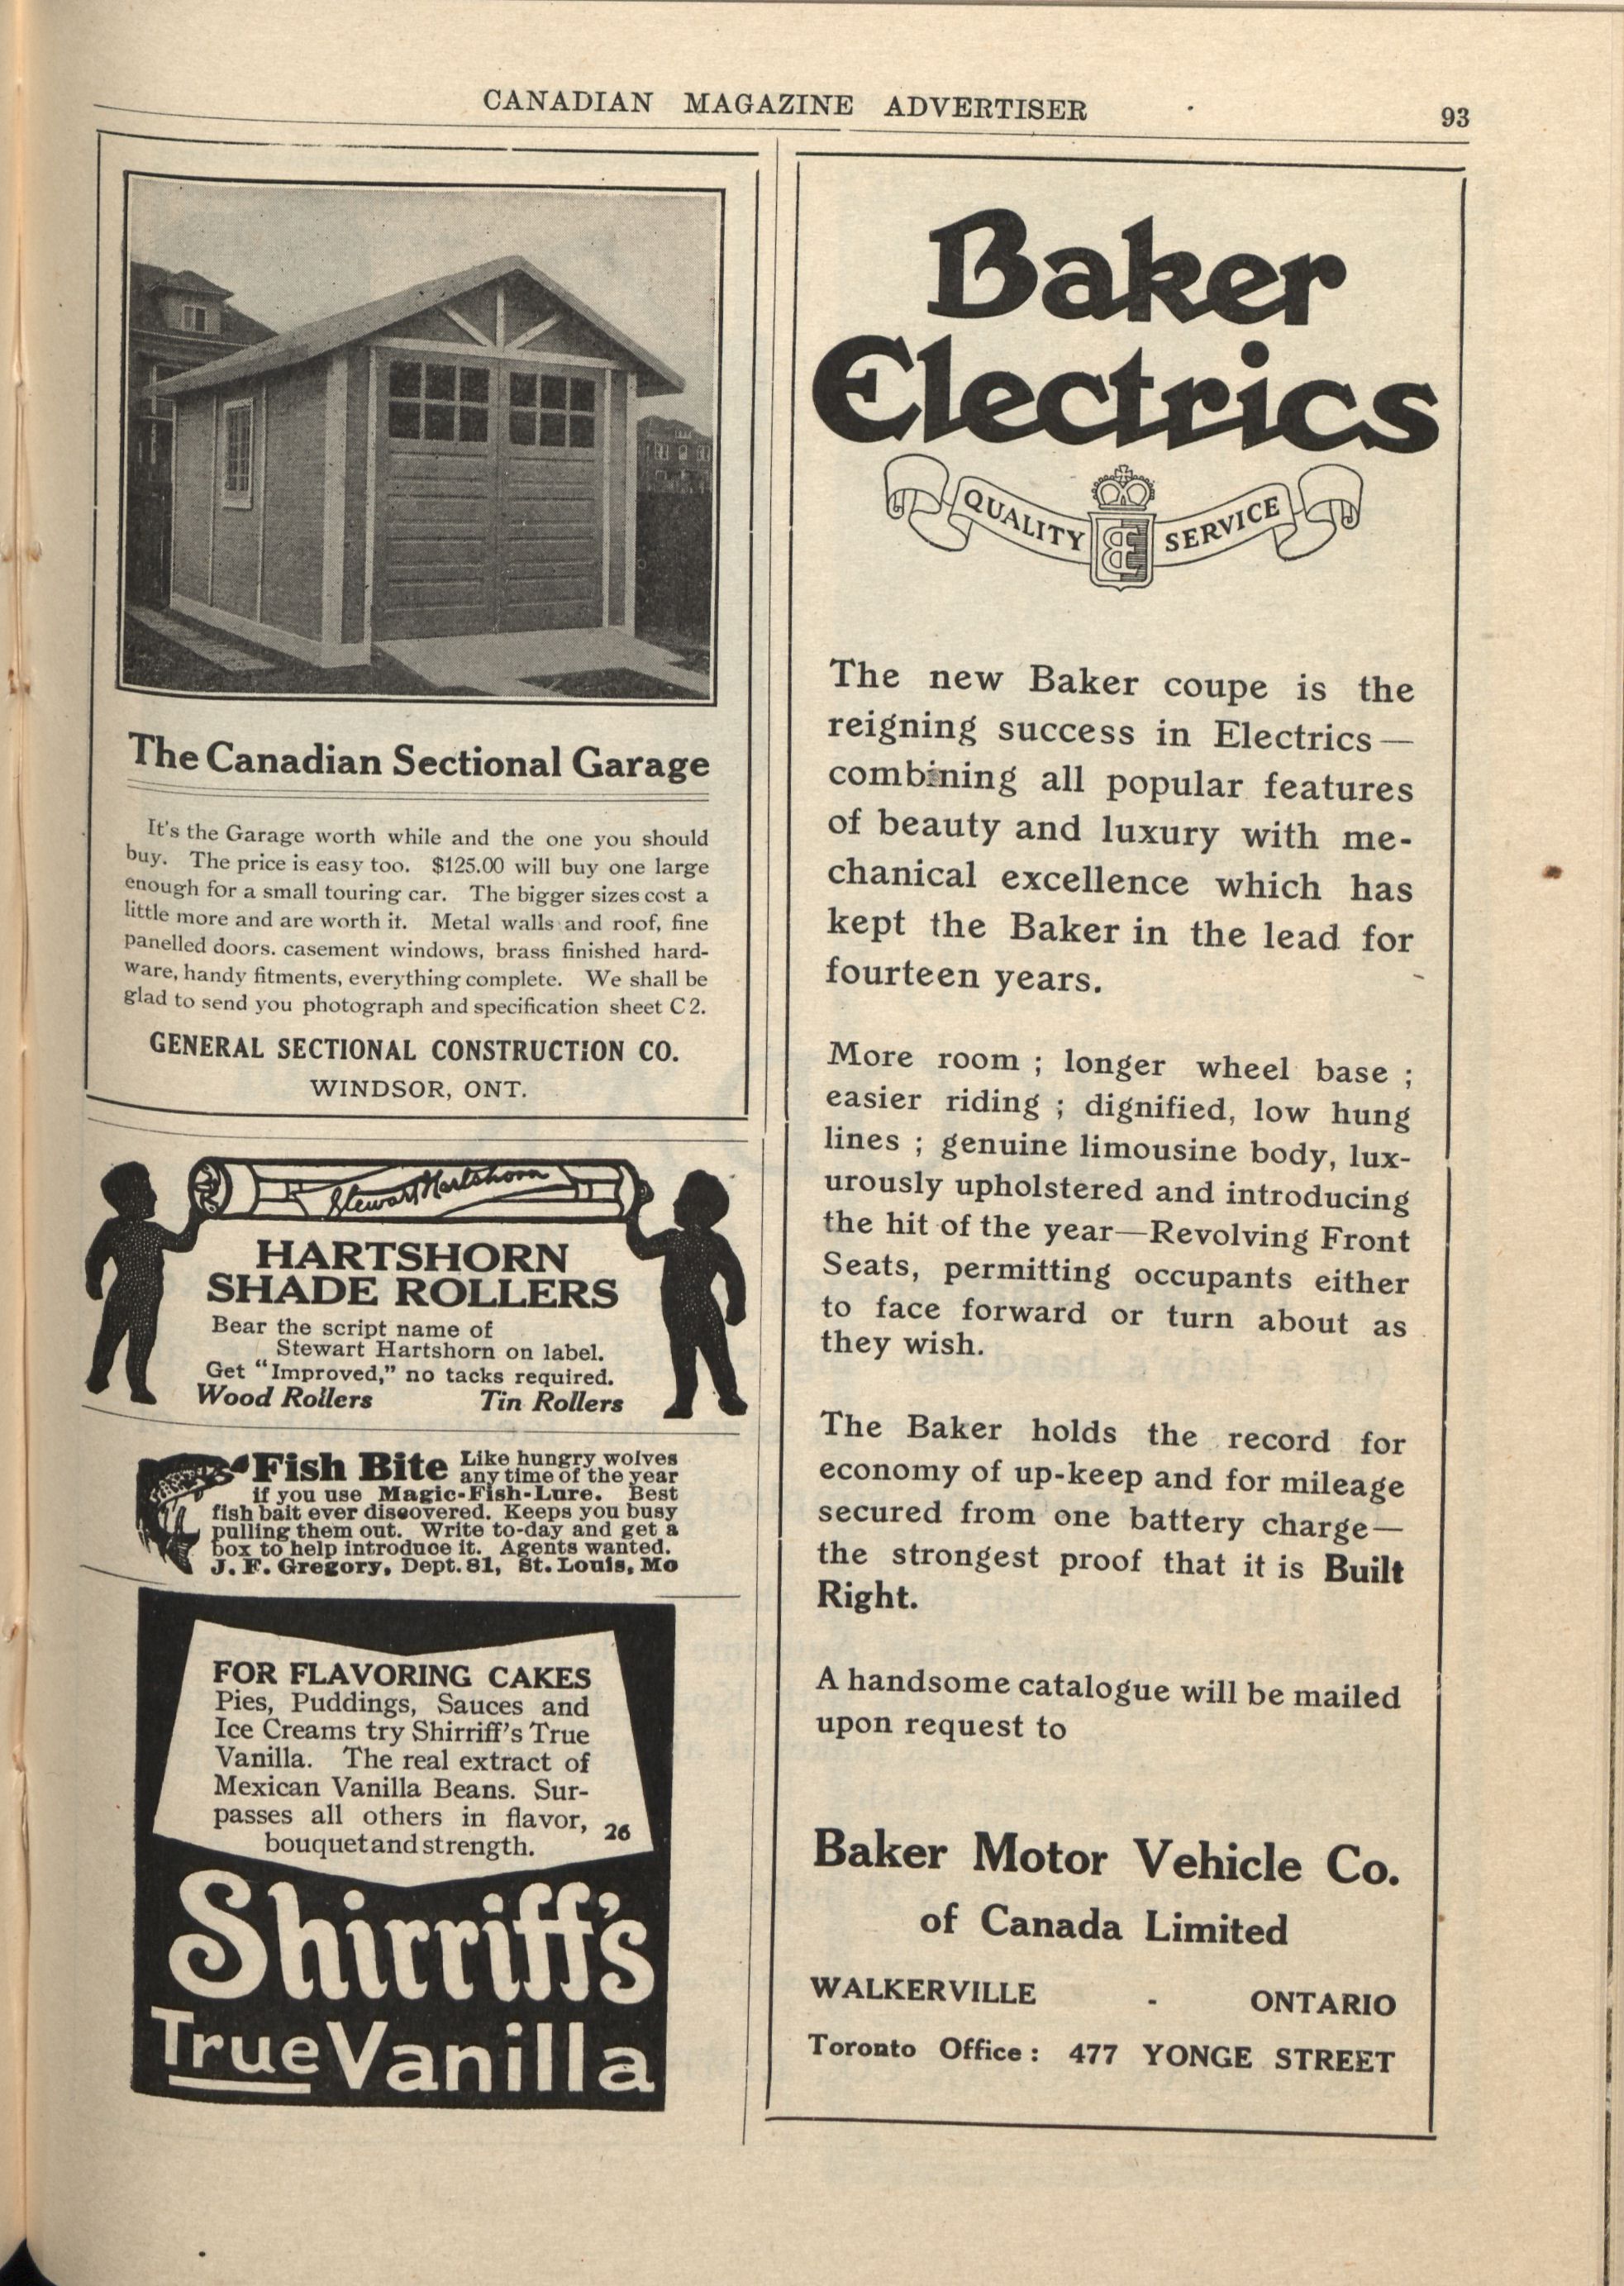 CANADIAN MAGAZINE ADVERTISER
93
The Canadian Sectional Garage
It's the Garage worth while and the one you should
buy. The price is easy too. $125.00 will buy one large
enough for a small touring car. The bigger sizes cost a
little more and are worth it. Metal walls and roof, fine
panelled doors. casement windows, brass finished hard-
ware, handy fitments, everything complete. We shall be
glad to send you photograph and specification sheet C 2.
GENERAL SECTIONAL CONSTRUCTION CO.
WINDSOR, ONT.
Stewart Hartshorn
HARTSHORN
SHADE ROLLERS
Bear the script name of
Stewart Hartshorn on label.
Get "Improved," no tacks required.
Wood Rollers Tin Rollers
Fish Bite Like hungry wolves
any time of the year
if you use Magic-Fish-Lure. Best
fish bait ever discovered. Keeps you busy
pulling them out. Write to-day and get a
box to help introduce it. Agents wanted.
J. F. Gregory, Dept. 81, St. Louis, Mo
FOR FLAVORING CAKES
Pies, Puddings, Sauces and
Ice Creams try Shirriff's True
Vanilla. The real extract of
Mexican Vanilla Beans. Sur-
passes all others in flavor,
bouquet and strength. 26
Shirriff's
True Vanilla
Baker
Electrics
QUALITY BE SERVICE
The new Baker coupe is the
reigning success in Electrics—
combining all popular features
of beauty and luxury with me-
chanical excellence which has
kept the Baker in the lead for
fourteen years.
More room ; longer wheel base ;
easier riding ; dignified, low hung
lines ; genuine limousine body, lux-
urously upholstered and introducing
the hit of the year—Revolving Front
Seats, permitting occupants either
to face forward or turn about as
they wish.
The Baker holds the record for
economy of up-keep and for mileage
secured from one battery charge—
the strongest proof that it is Built
Right.
A handsome catalogue will be mailed
upon request to
Baker Motor Vehicle Co.
of Canada Limited
WALKERVILLE - ONTARIO
Toronto Office : 477 YONGE STREET